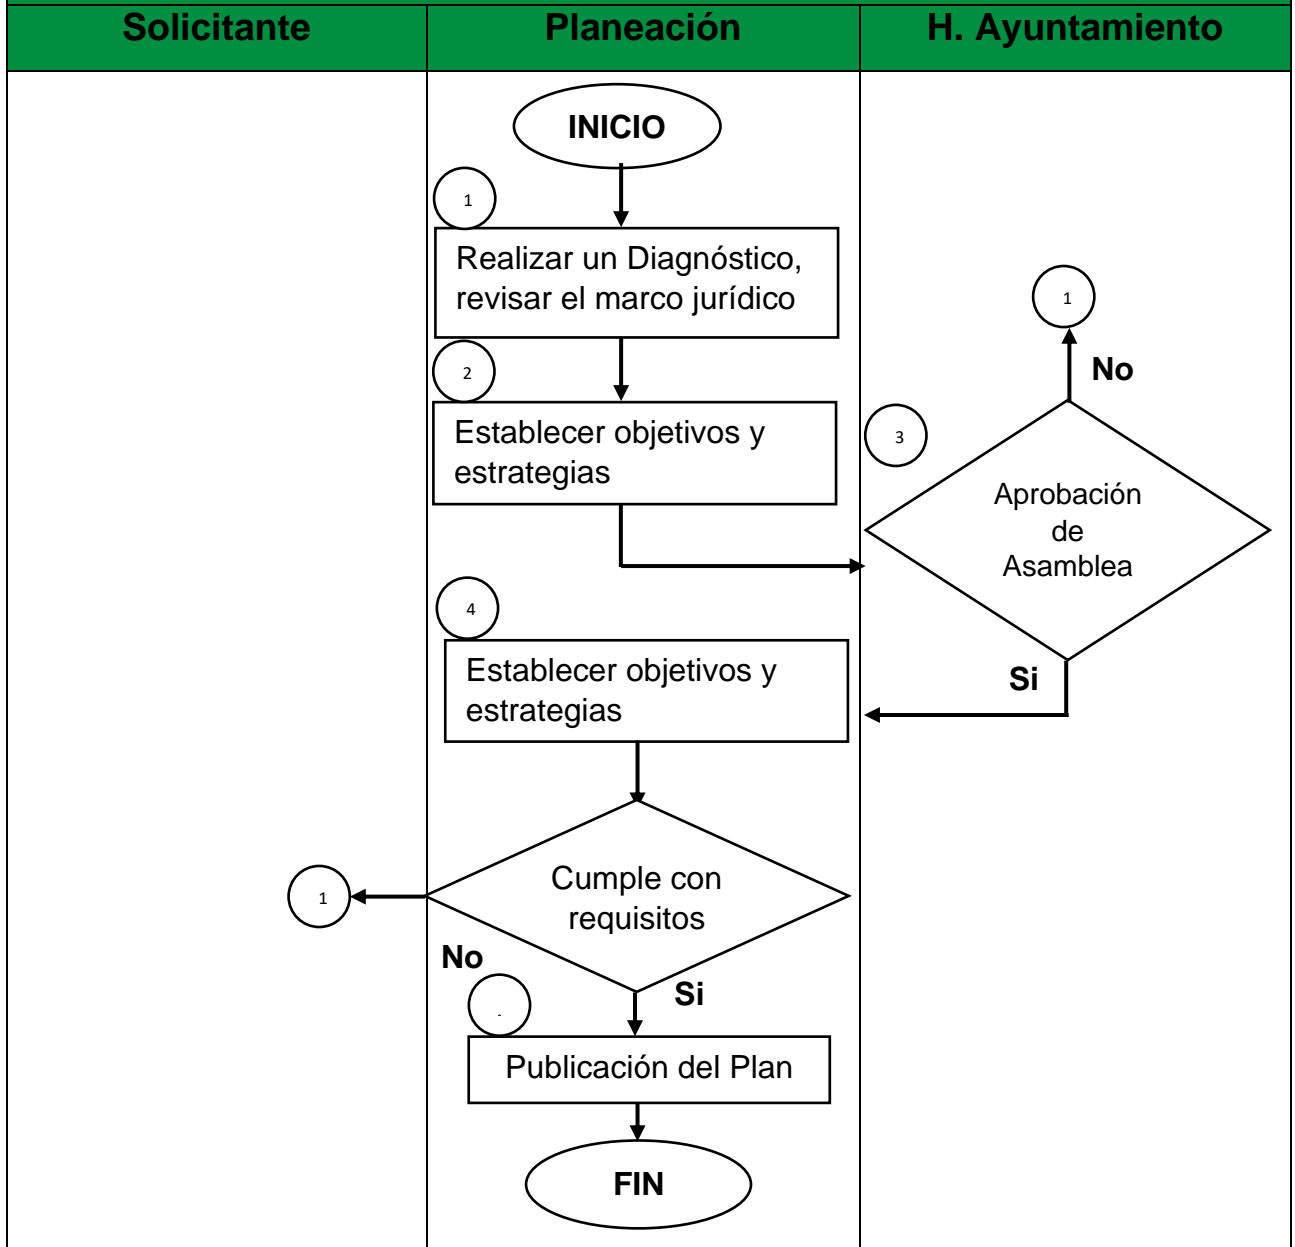 Solicitante
Planeación
H. Ayuntamiento
INICIO
1
Realizar un Diagnóstico,
revisar el marco jurídico
1
No
2
Establecer objetivos y
estrategias
3
Aprobación
de
Asamblea
4
Establecer objetivos y
estrategias
Si
Cumple con
requisitos
1
No
Si
Publicación del Plan
FIN